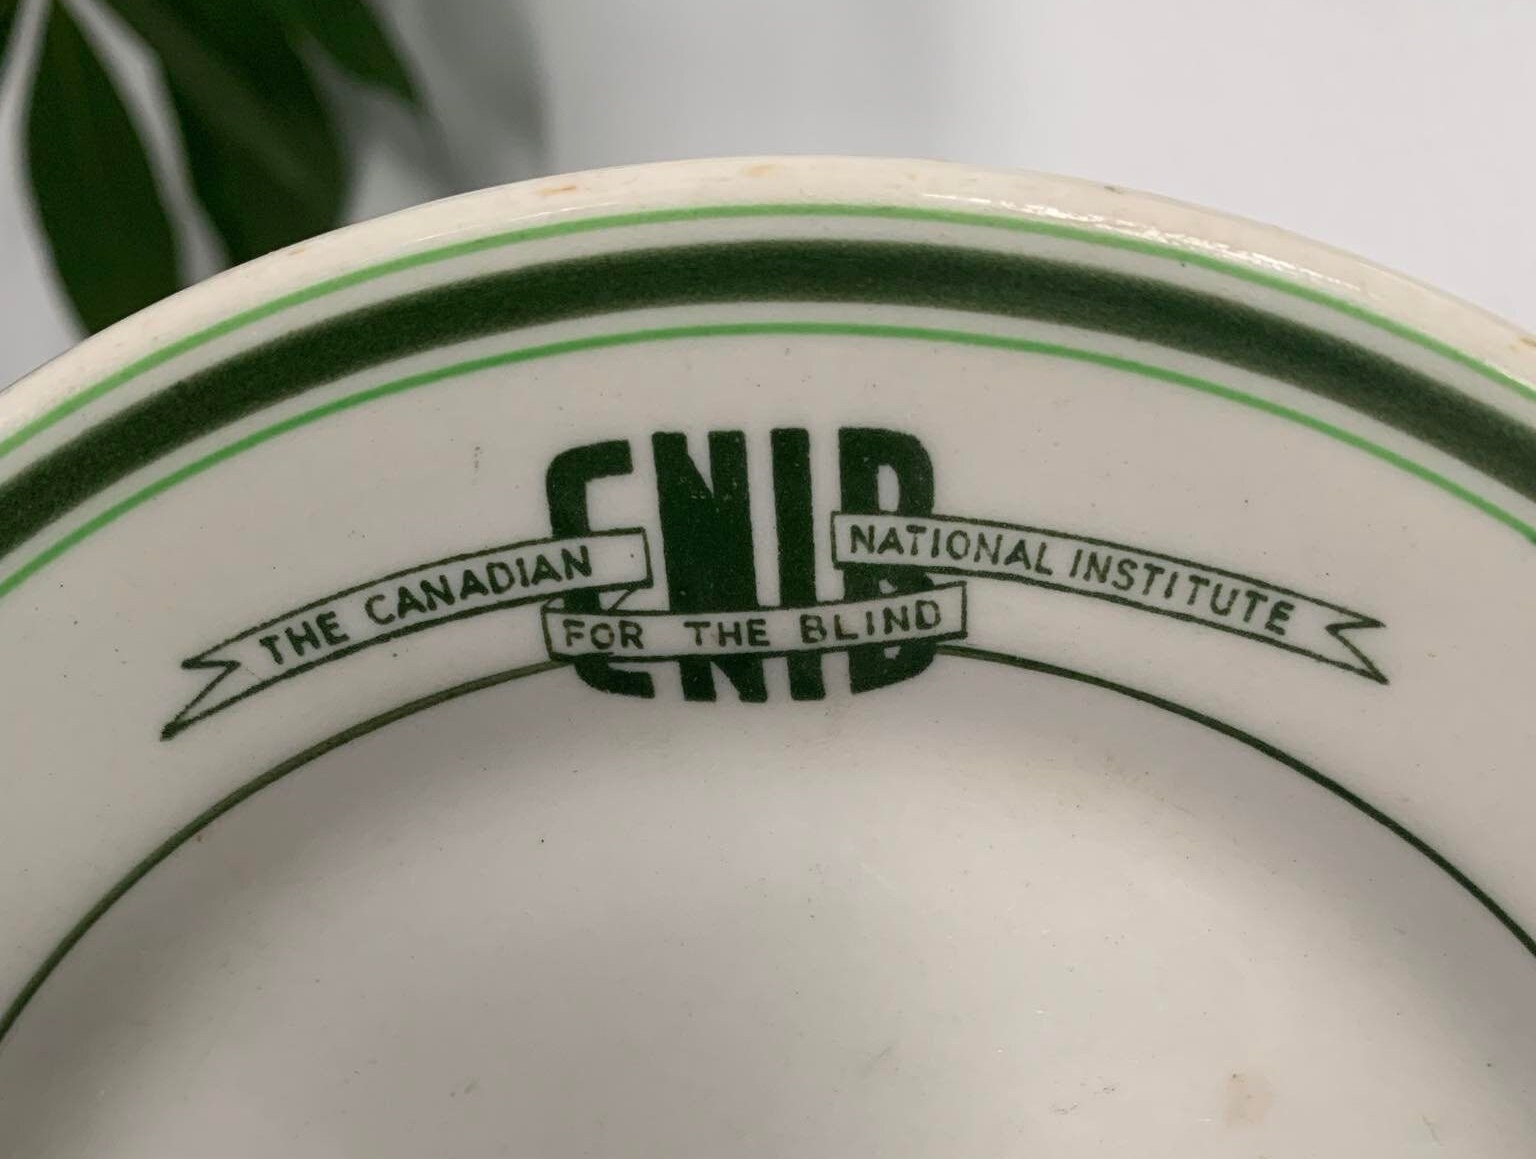 CNIB
THE CANADIAN
NATIONAL INSTITUTE
FOR THE BLIND